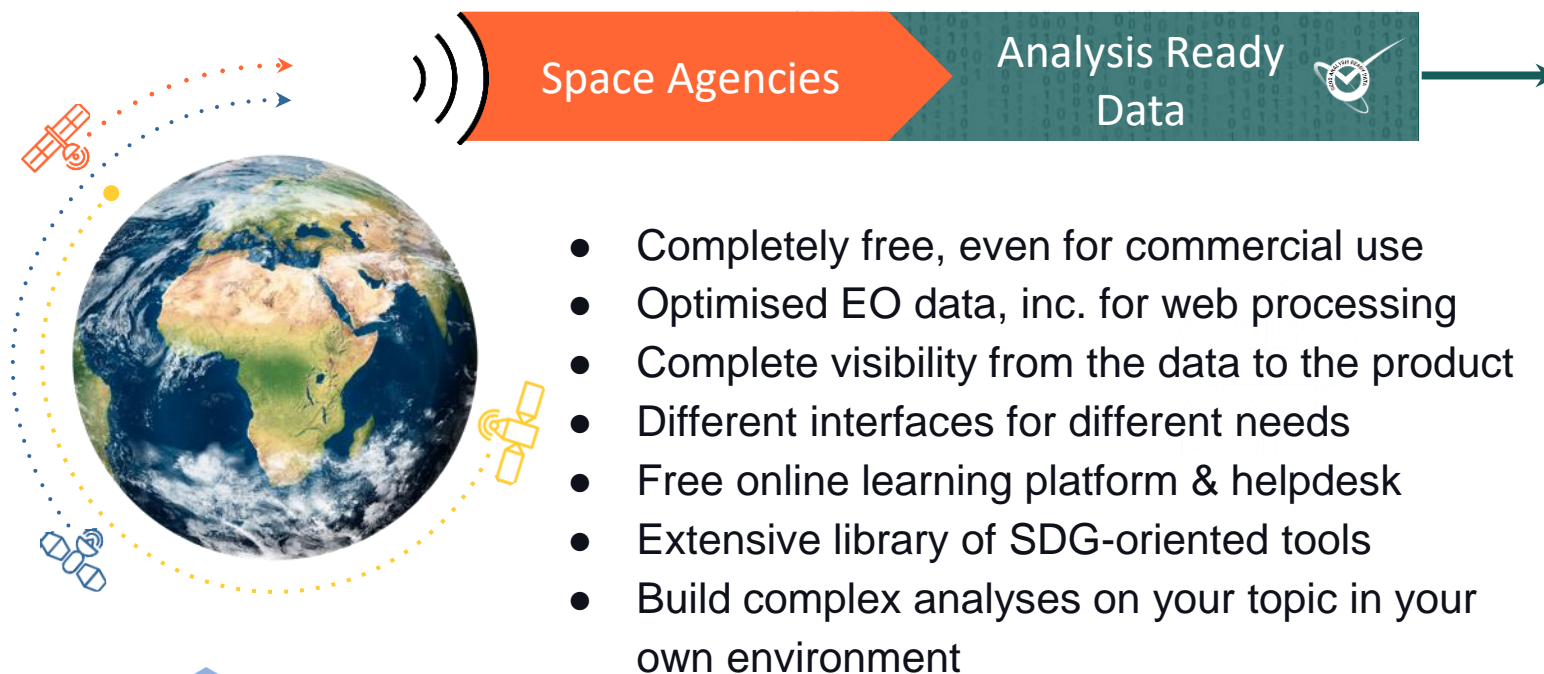 Space Agencies
Analysis Ready
Data
● Completely free, even for commercial use
● Optimised EO data, inc. for web processing
● Complete visibility from the data to the product
● Different interfaces for different needs
● Free online learning platform & helpdesk
● Extensive library of SDG-oriented tools
● Build complex analyses on your topic in your
own environment